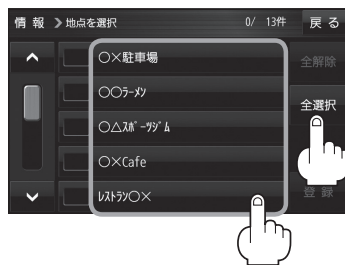 情 報 》地点を選択 0/ 13件 戻 る
○×駐車場 全解除
○○ﾗｰﾒﾝ
全選択
○△ｽﾎﾟｰﾂｼﾞﾑ
○×Cafe
ﾚｽﾄﾗﾝ○× 登 録